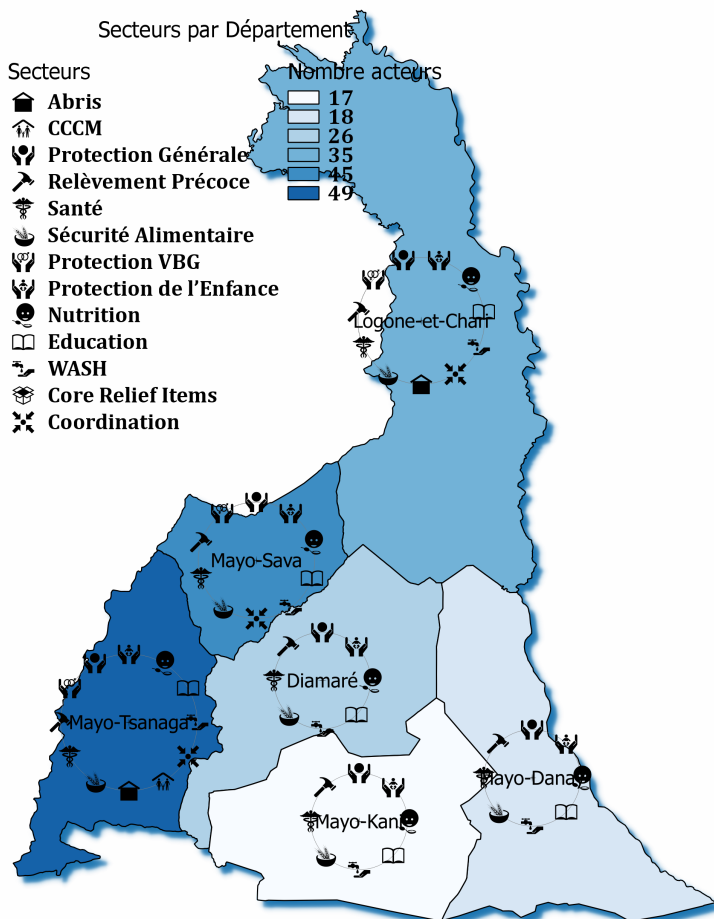 Secteurs par Département
Secteurs
Abris
CCCM
Protection Générale
Relèvement Précoce
Santé
Sécurité Alimentaire
Protection VBG
Protection de l'Enfance
Nutrition
Education
WASH
Core Relief Items
Coordination
Nombre acteurs
17
18
26
35
45
49
Logone-et-Chari
Mayo-Sava
Diamaré
Mayo-Tsanaga
Mayo-Danay
Mayo-Kani